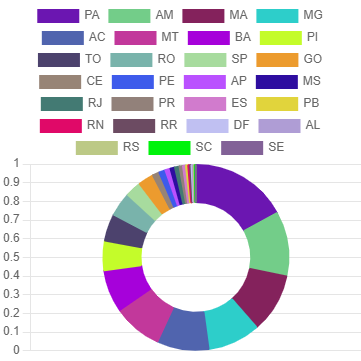 PA AM MA MG
AC MT BA PI
TO RO SP GO
CE PE AP MS
RJ PR ES PB
RN RR DF AL
RS SC SE
1
0.9
0.8
0.7
0.6
0.5
0.4
0.3
0.2
0.1
0